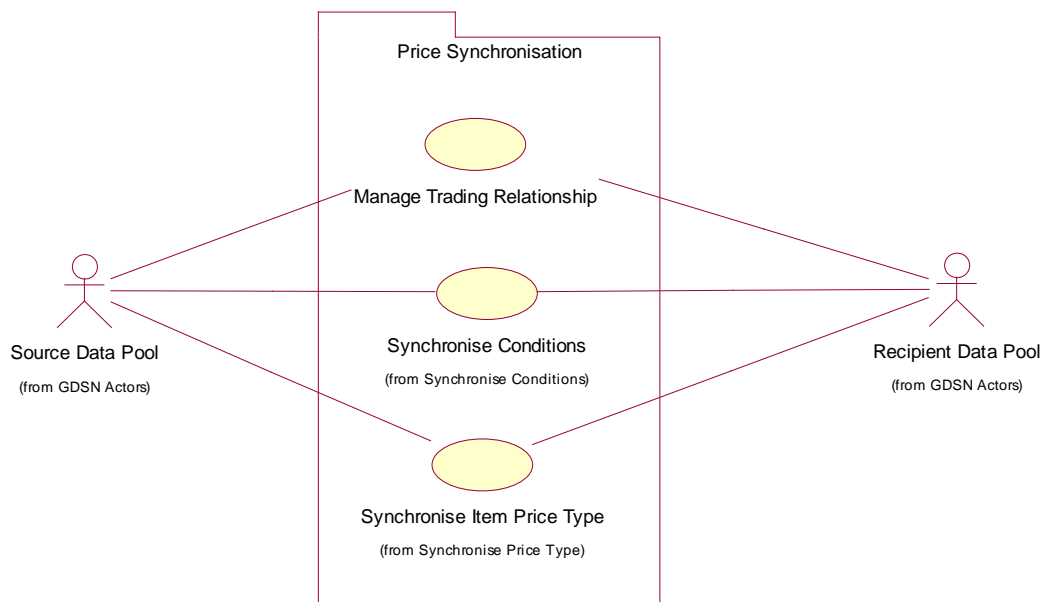 Price Synchronisation
Manage Trading Relationship
Source Data Pool
(from GDSN Actors)
Synchronise Conditions
(from Synchronise Conditions)
Recipient Data Pool
(from GDSN Actors)
Synchronise Item Price Type
(from Synchronise Price Type)